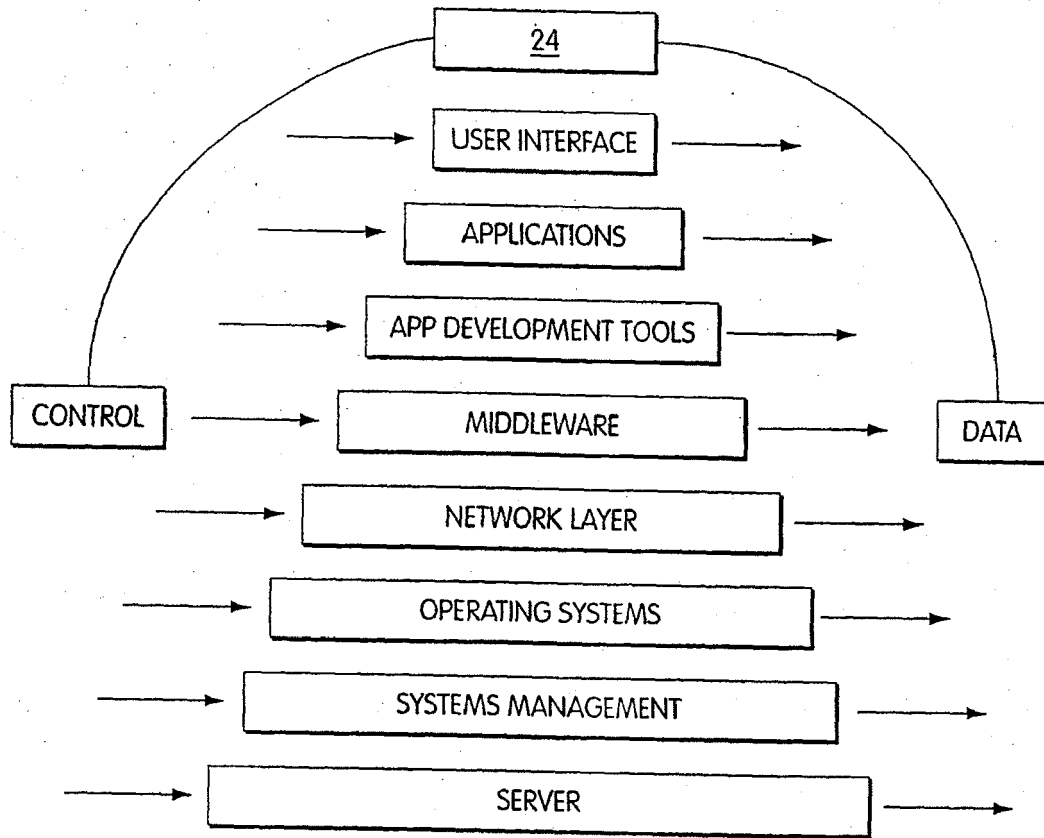 24
USER INTERFACE
APPLICATIONS
APP DEVELOPMENT TOOLS
CONTROL
MIDDLEWARE
DATA
NETWORK LAYER
OPERATING SYSTEMS
SYSTEMS MANAGEMENT
SERVER